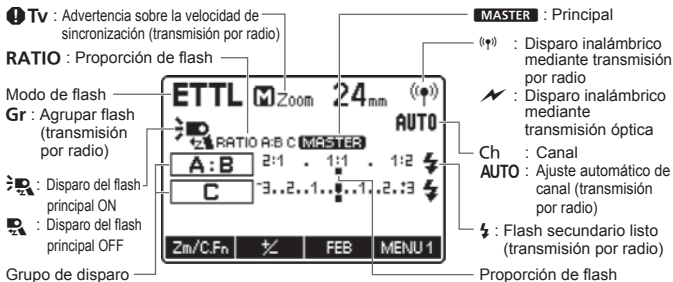 ❶Tv : Advertencia sobre la velocidad de
sincronización (transmisión por radio)
RATIO : Proporción de flash
Modo de flash
Gr : Agrupar flash
(transmisión
por radio)
: Disparo del flash
principal ON
: Disparo del flash
principal OFF
Grupo de disparo
ETTL M Zoom 24mm
AUTO
RATIO A:B C MASTER
A:B 2:1 . 1:1 . 1:2
C -3..2..1..0..1..2.:3
Zm/C.Fn +/- FEB MENU 1
MASTER : Principal
: Disparo inalámbrico
mediante transmisión
por radio
: Disparo inalámbrico
mediante
transmisión óptica
Ch : Canal
AUTO : Ajuste automático de
canal (transmisión
por radio)
: Flash secundario listo
(transmisión por radio)
Proporción de flash